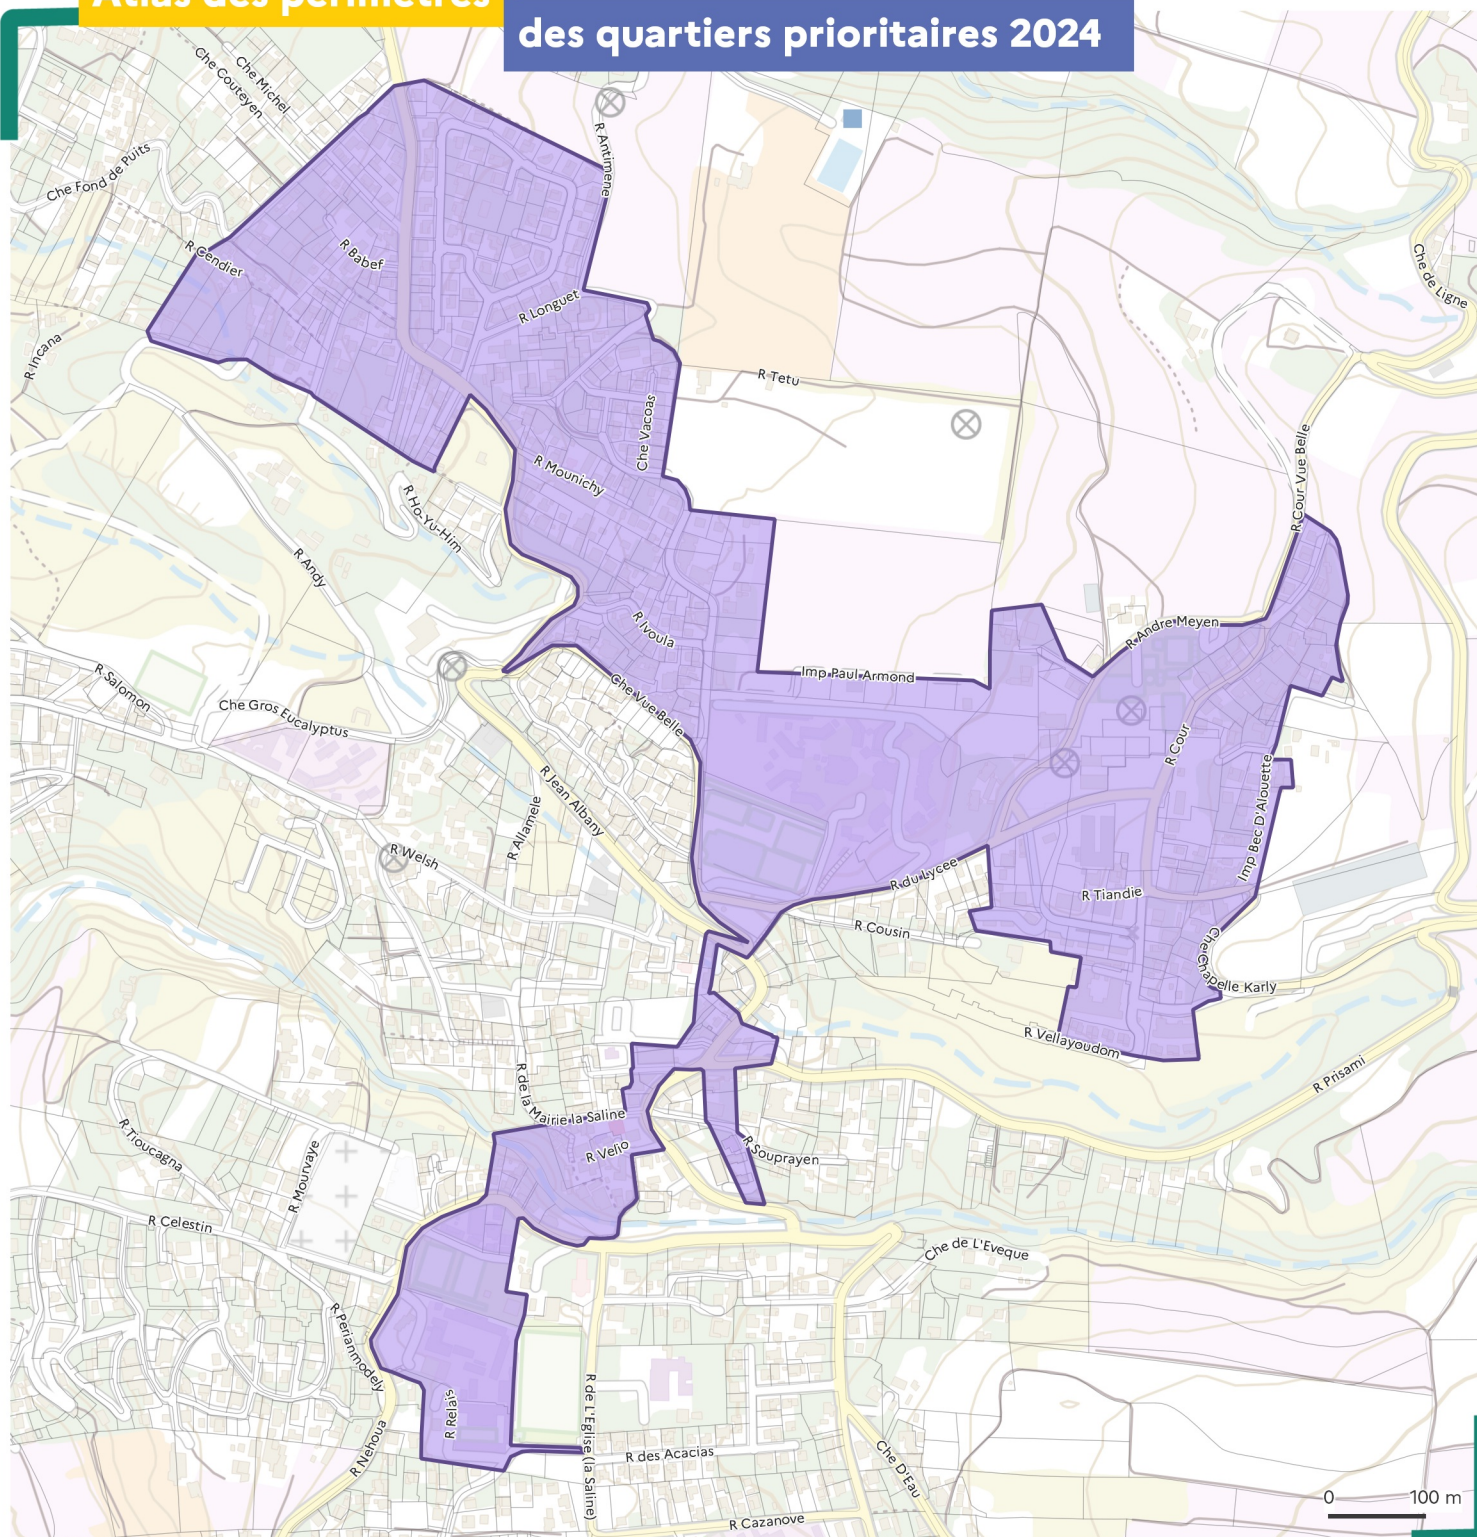 Atlas des périmètres
des quartiers prioritaires 2024
Che Michel
Che Couteyen
R Antimene
Che Fond de Puits
R Cendier
R Babef
Che de Ligne
R Longuet
R Incana
R Tetu
Che Vacoas
R Cour Vue Belle
R Mounichy
R Ho-Yu-Him
R Andy
R Ivoula
R Andre Meyen
Imp Paul Armond
R Salomon
Che Gros Eucalyptus
Che Vue Belle
R Cour
R Jean Albany
Imp Bec D'Alouette
R Allamele
R Welsh
R du Lycee
R Tiandie
R Cousin
Che Chapelle Karly
R Vellayoudom
R Prisami
R de la Mairie la Saline
R Velio
R Souprayen
R Tioucagna
R Mourvaye
R Celestin
Che de L'Eveque
R Perianmodely
R Relais
R de L'Eglise (la Saline)
R Nehoua
R des Acacias
Che D'Eau
R Cazanove
0 100 m